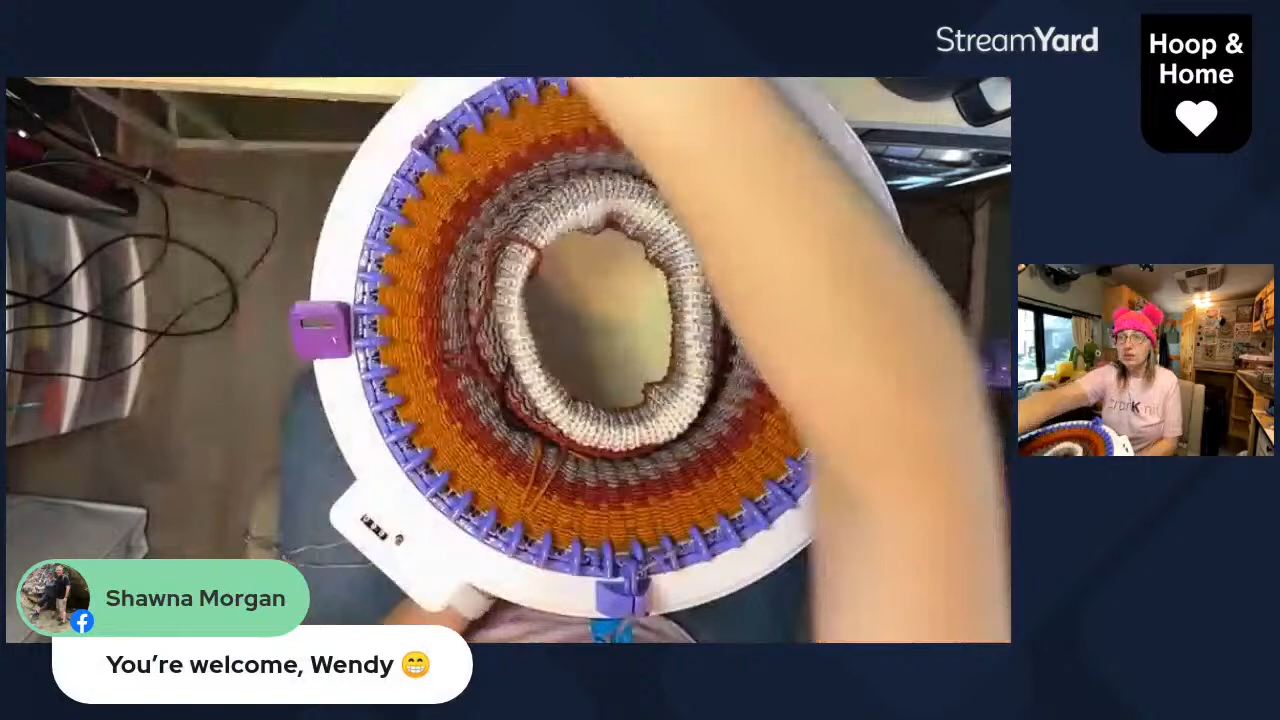 StreamYard
Hoop &
Home
Shawna Morgan
You’re welcome, Wendy 😁